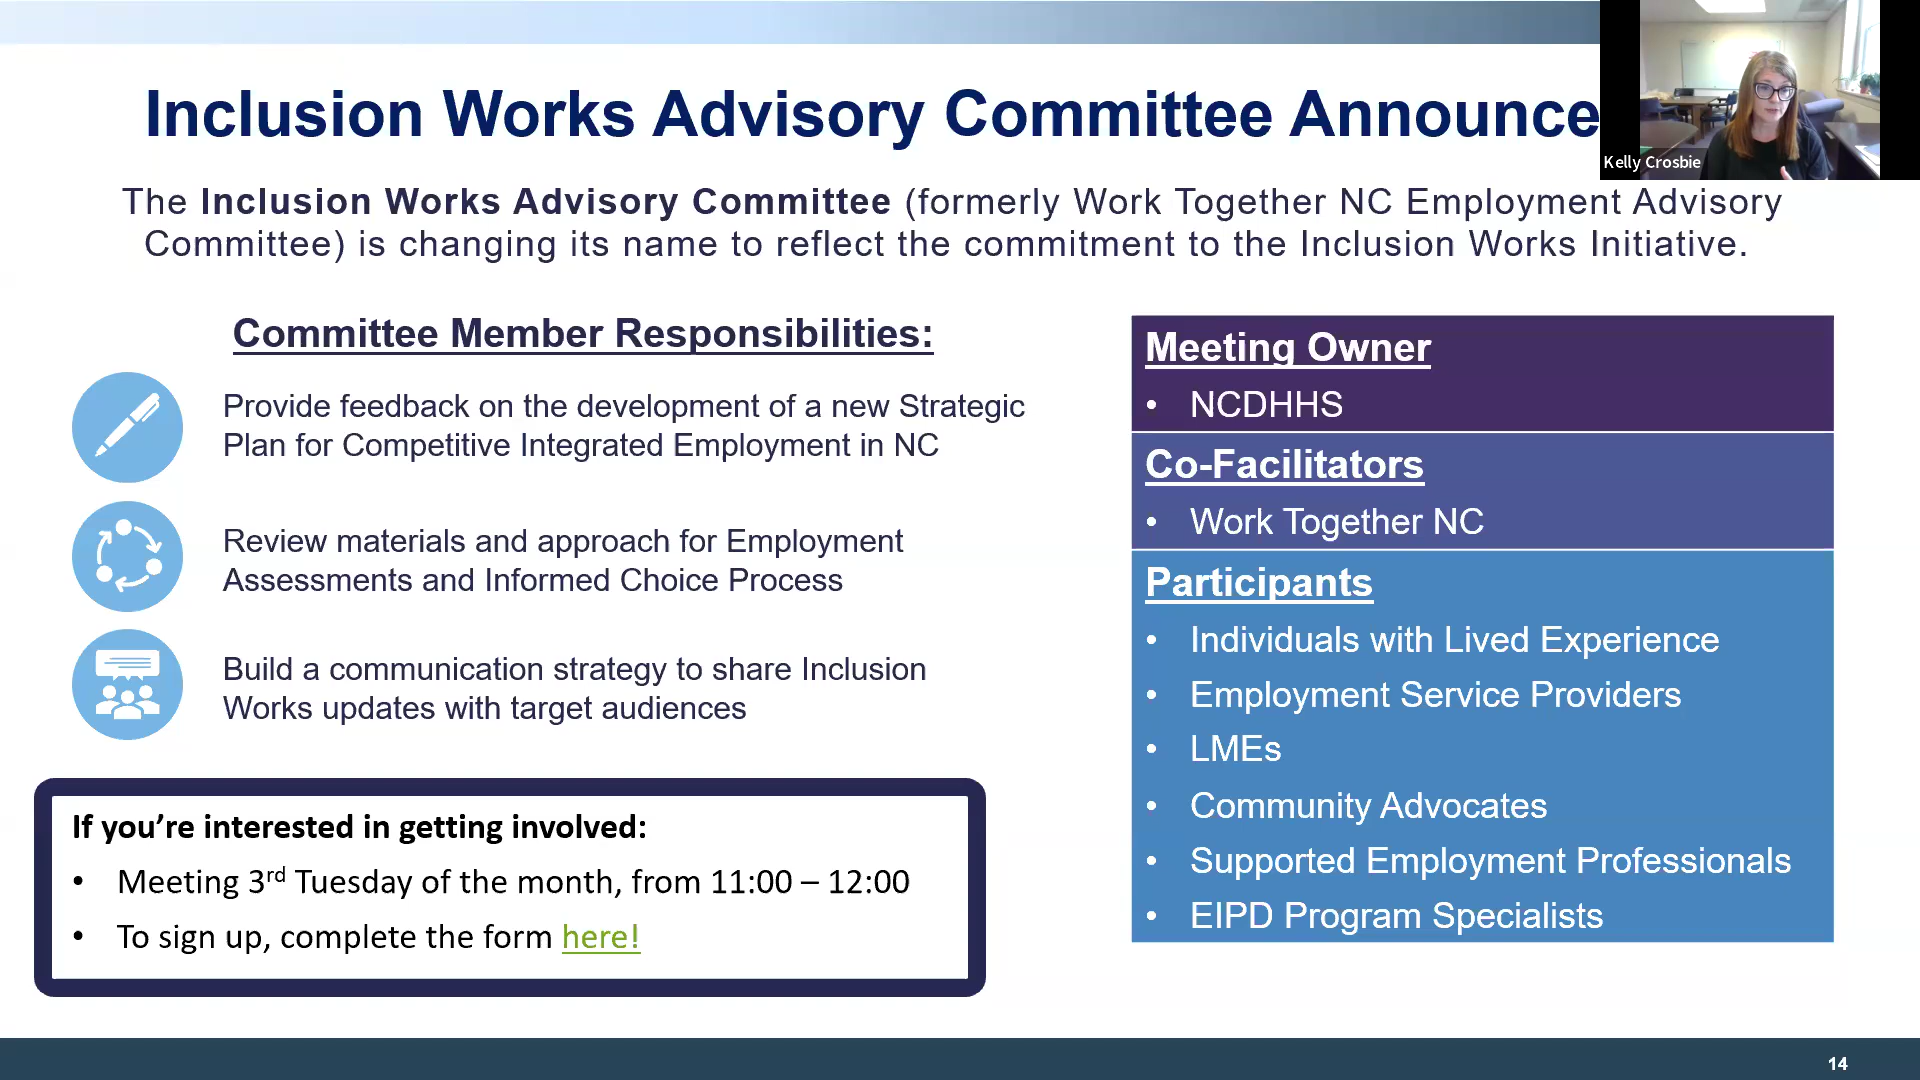 Inclusion Works Advisory Committee Announce
Kelly Crosbie
The Inclusion Works Advisory Committee (formerly Work Together NC Employment Advisory
Committee) is changing its name to reflect the commitment to the Inclusion Works Initiative.
Committee Member Responsibilities:
Provide feedback on the development of a new Strategic
Plan for Competitive Integrated Employment in NC
Review materials and approach for Employment
Assessments and Informed Choice Process
Build a communication strategy to share Inclusion
Works updates with target audiences
If you’re interested in getting involved:
• Meeting 3rd Tuesday of the month, from 11:00 – 12:00
• To sign up, complete the form here!
Meeting Owner
• NCDHHS
Co-Facilitators
• Work Together NC
Participants
• Individuals with Lived Experience
• Employment Service Providers
• LMEs
• Community Advocates
• Supported Employment Professionals
• EIPD Program Specialists
14